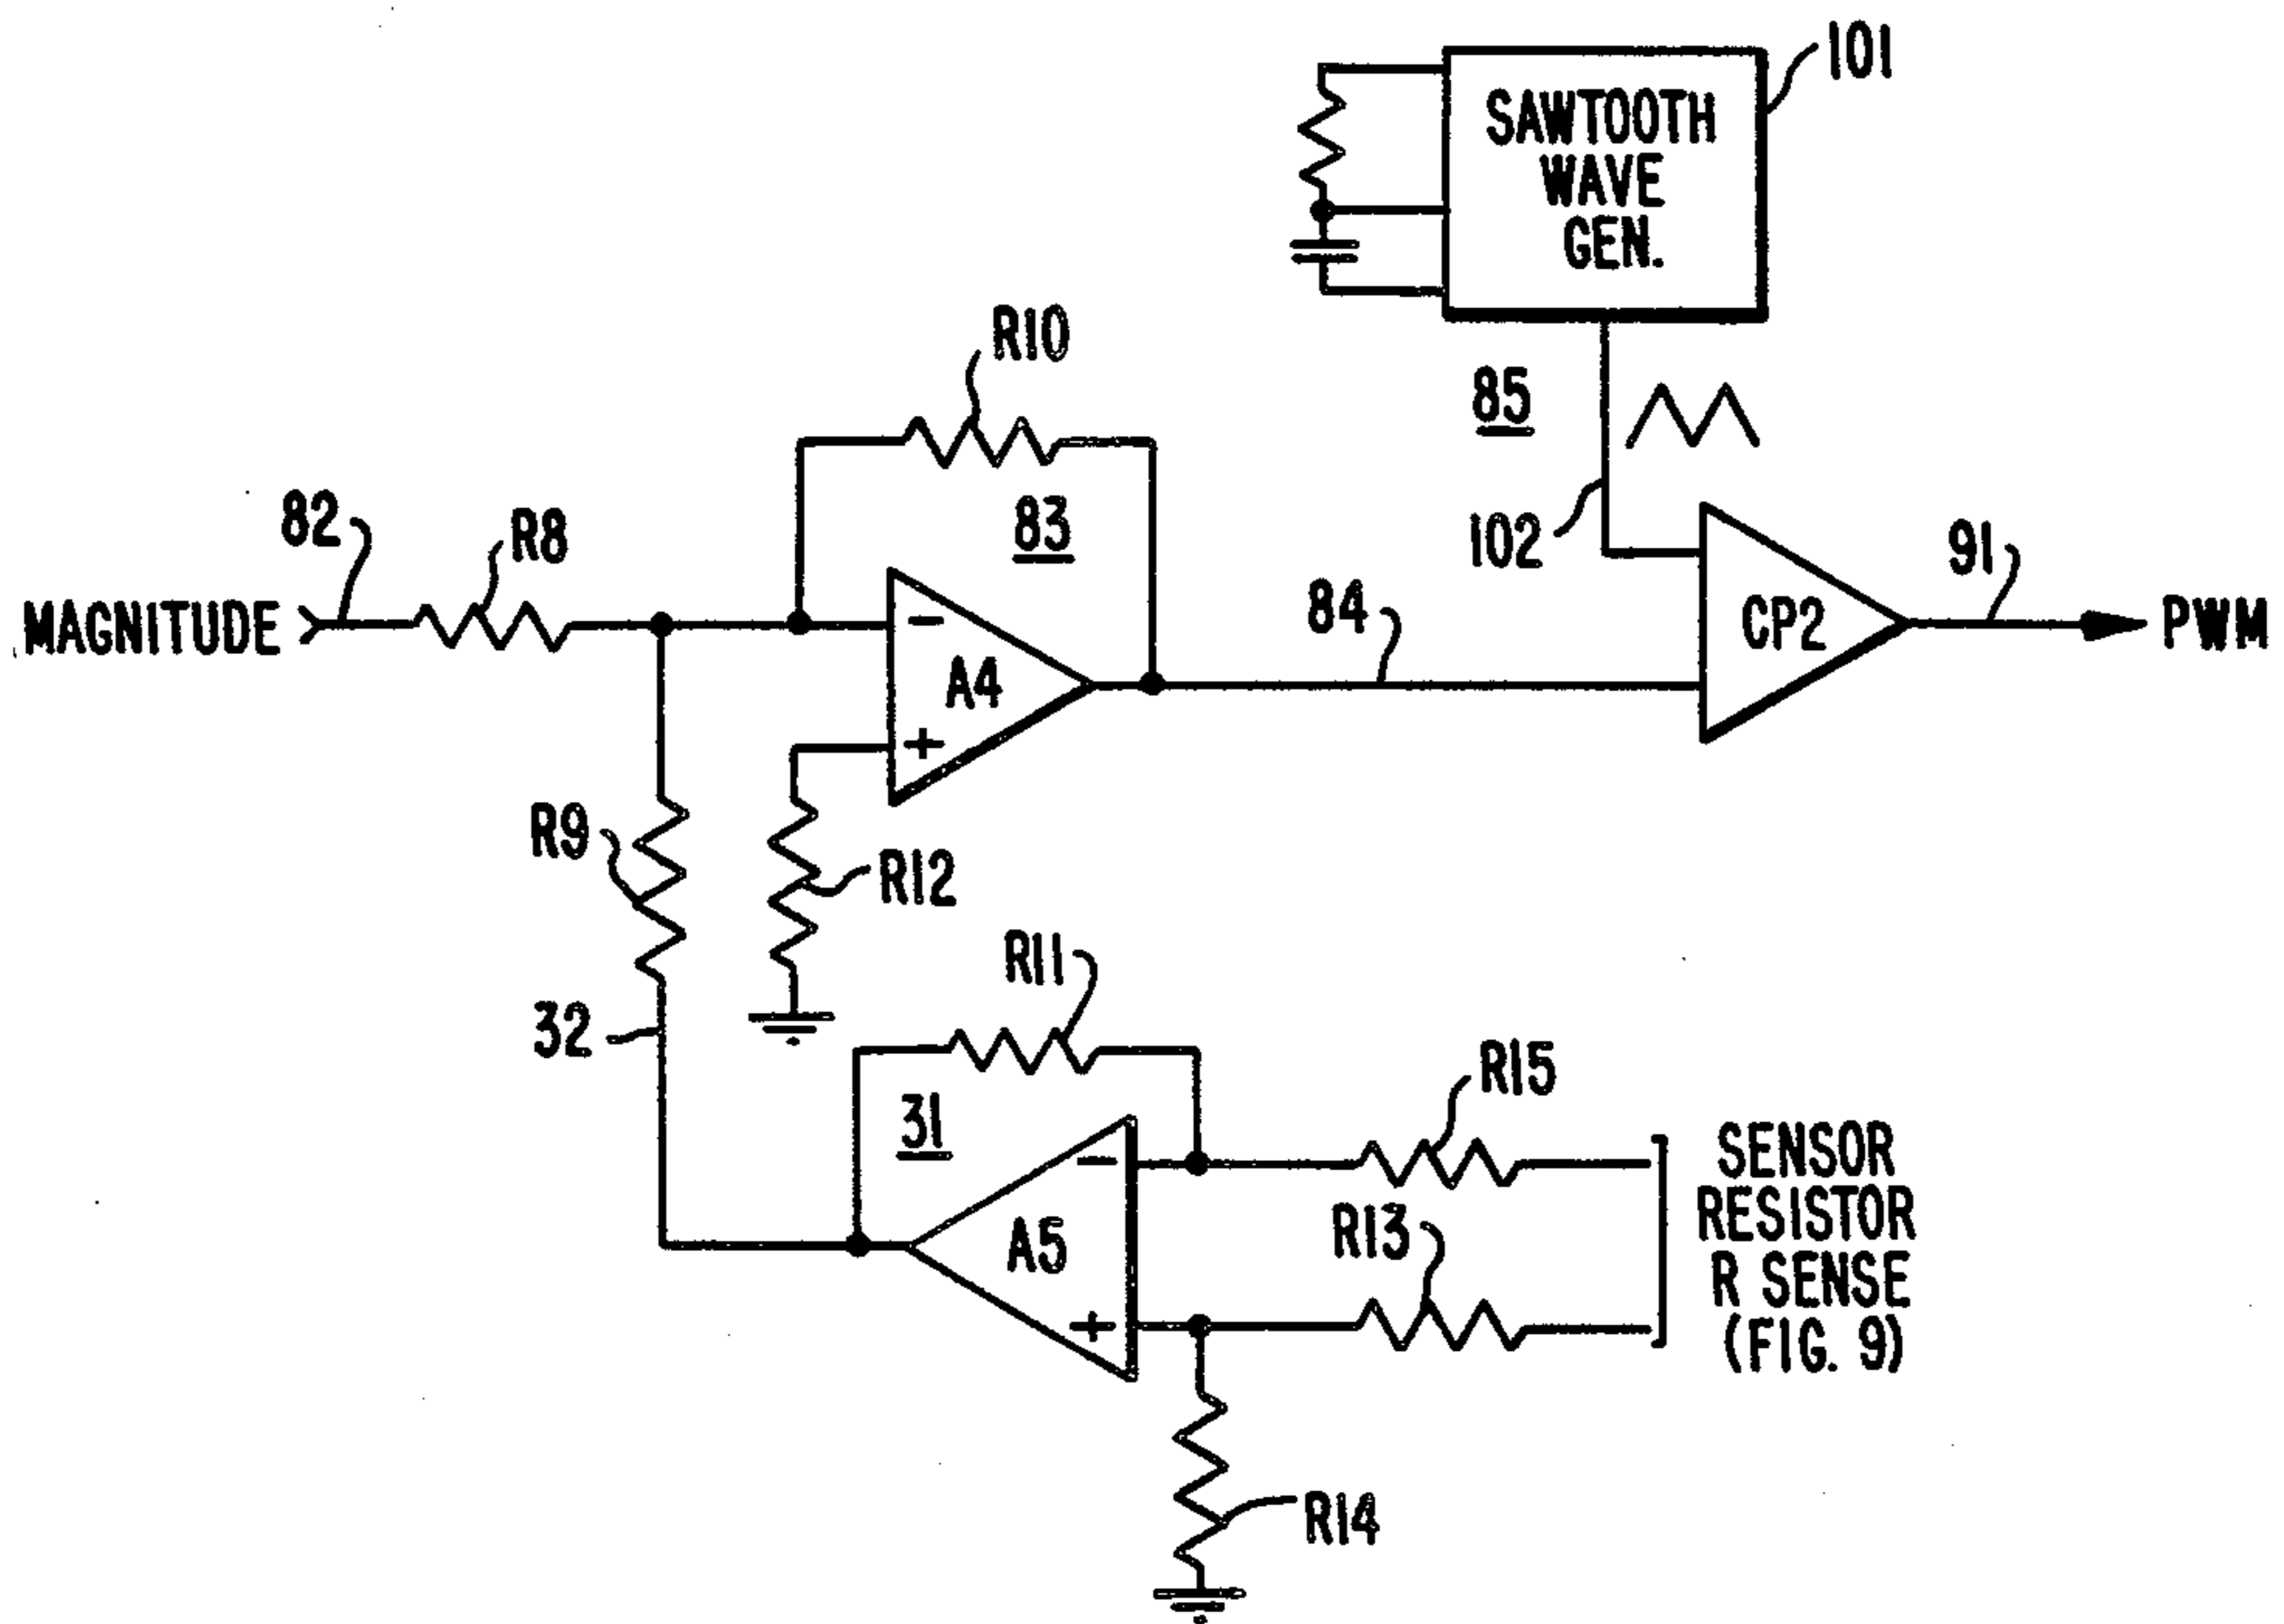 101
SAWTOOTH
WAVE
GEN.
R10
85
82
R8
83
102
91
MAGNITUDE
84
CP2
PWM
-
A4
+
R9
R12
R11
32
R15
31
SENSOR
RESISTOR
R SENSE
(FIG. 9)
-
R13
A5
+
R14